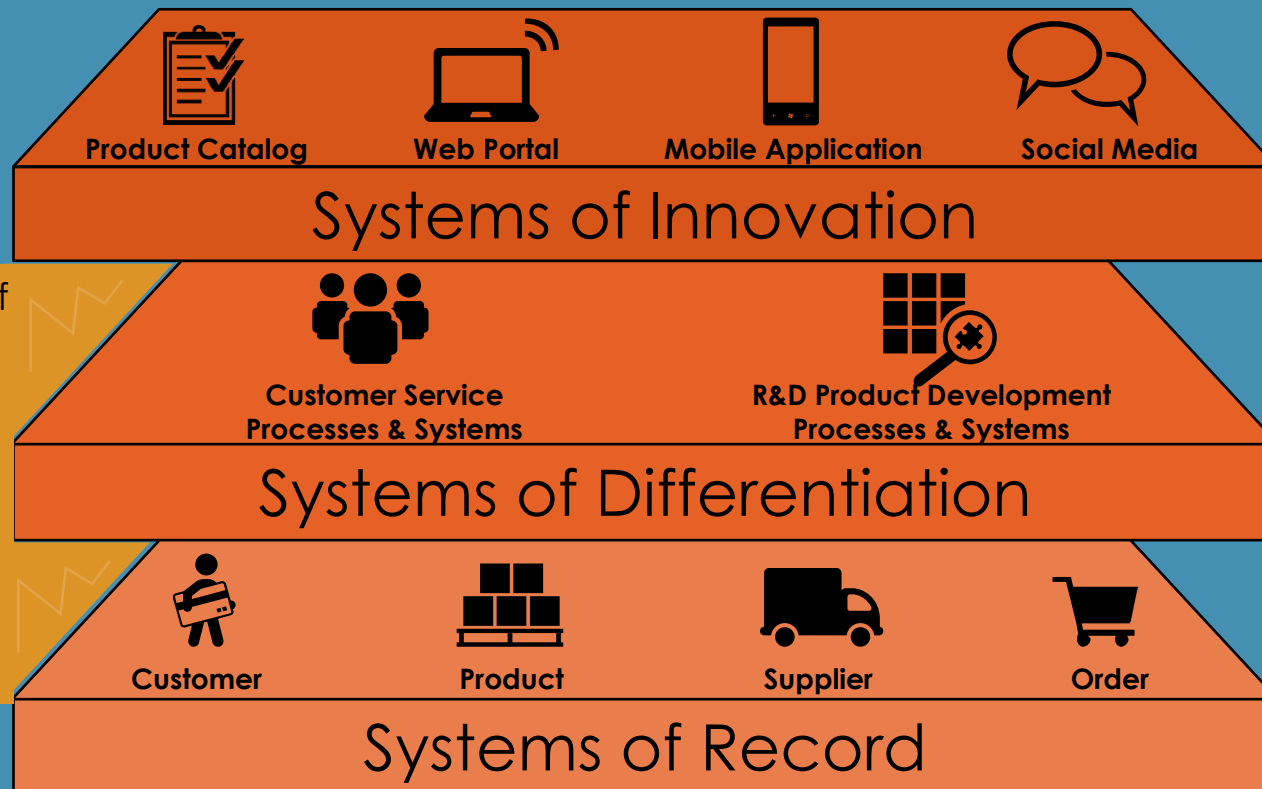 Product Catalog
Web Portal
Mobile Application
Social Media
Systems of Innovation
f
Customer Service
Processes & Systems
R&D Product Development
Processes & Systems
Systems of Differentiation
Customer
Product
Supplier
Order
Systems of Record